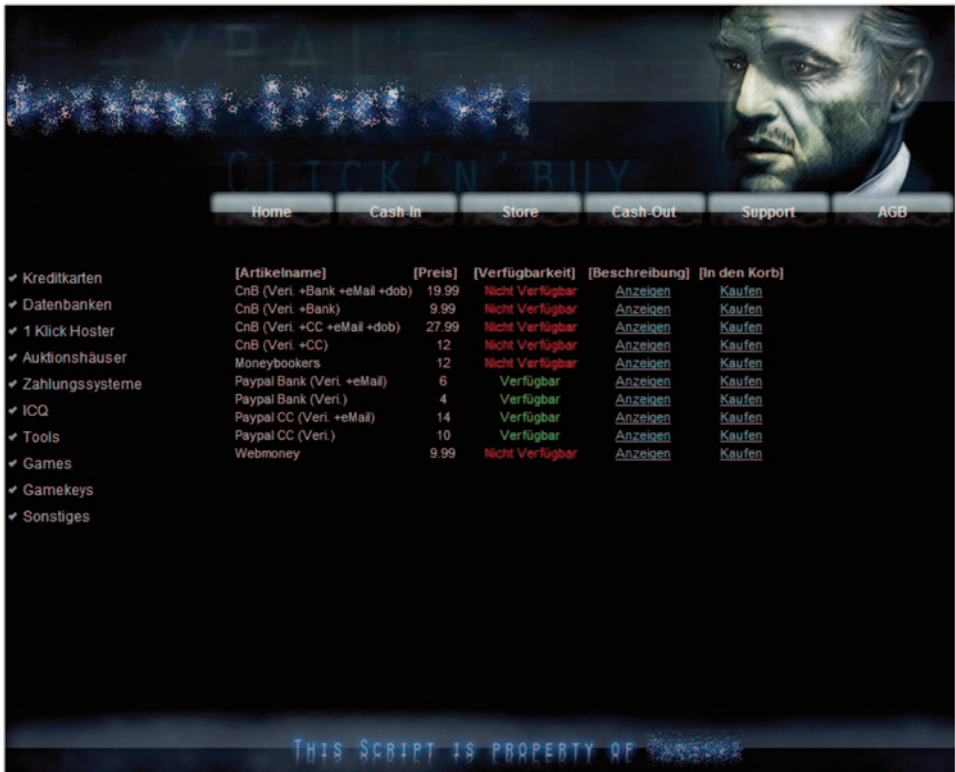 PAYPAL
CLICK'N'BUY
Home Cash-In Store Cash-Out Support AGB
Kreditkarten
Datenbanken
1 Klick Hoster
Auktionshäuser
Zahlungssysteme
ICQ
Tools
Games
Gamekeys
Sonstiges
[Artikelname] [Preis] [Verfügbarkeit] [Beschreibung] [In den Korb]
CnB (Veri. +Bank +eMail +dob) 19.99 Nicht Verfügbar Anzeigen Kaufen
CnB (Veri. +Bank) 9.99 Nicht Verfügbar Anzeigen Kaufen
CnB (Veri. +CC +eMail +dob) 27.99 Nicht Verfügbar Anzeigen Kaufen
CnB (Veri. +CC) 12 Nicht Verfügbar Anzeigen Kaufen
Moneybookers 12 Nicht Verfügbar Anzeigen Kaufen
Paypal Bank (Veri. +eMail) 6 Verfügbar Anzeigen Kaufen
Paypal Bank (Veri.) 4 Verfügbar Anzeigen Kaufen
Paypal CC (Veri. +eMail) 14 Verfügbar Anzeigen Kaufen
Paypal CC (Veri.) 10 Verfügbar Anzeigen Kaufen
Webmoney 9.99 Nicht Verfügbar Anzeigen Kaufen
THIS SCRIPT IS PROPERTY OF